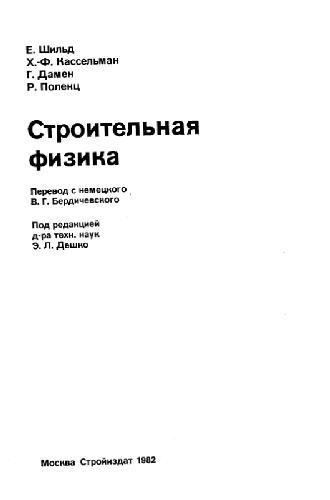 Е. Шильд
Х.-Ф. Кассельман
Г. Дамен
Р. Поленц
Строительная
физика
Перевод с немецкого
В. Г. Бердичевского
Под редакцией
д-ра техн. наук
Э. Л. Дешко
Москва Стройиздат 1982